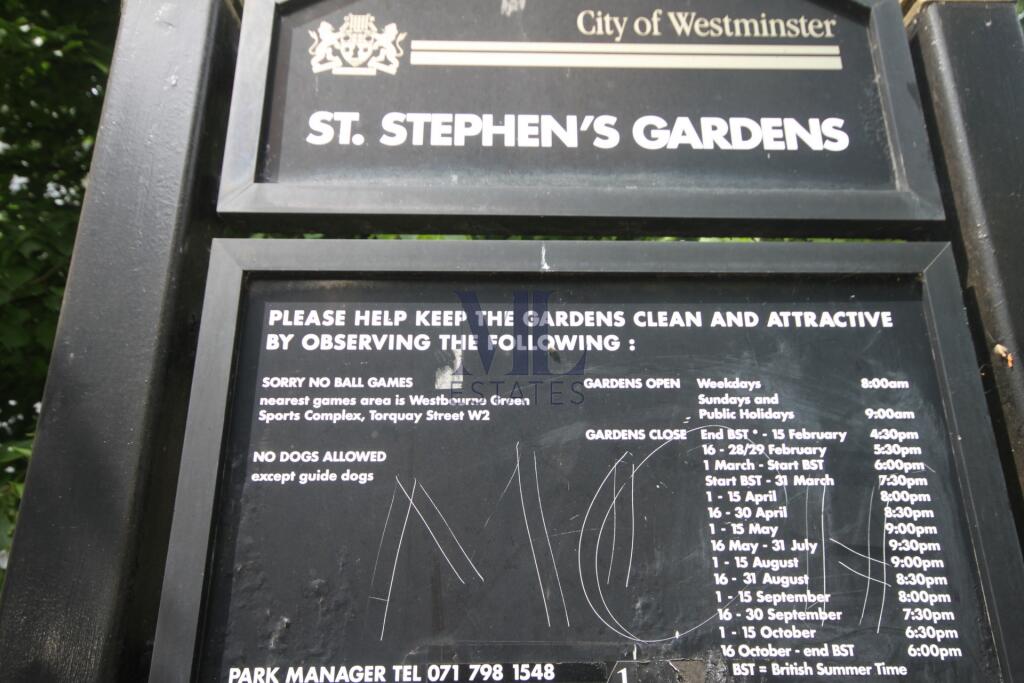 City of Westminster
ST. STEPHEN'S GARDENS
PLEASE HELP KEEP THE GARDENS CLEAN AND ATTRACTIVE
BY OBSERVING THE FOLLOWING :
ML
ESTATES
SORRY NO BALL GAMES
nearest games area is Westbourne Green
Sports Complex, Torquay Street W2
NO DOGS ALLOWED
except guide dogs
GARDENS OPEN Weekdays 8:00am
Sundays and
Public Holidays 9:00am
GARDENS CLOSE End BST * - 15 February 4:30pm
16 - 28/29 February 5:30pm
1 March - Start BST 6:00pm
Start BST - 31 March 7:30pm
1 - 15 April 8:00pm
16 - 30 April 8:30pm
1 - 15 May 9:00pm
16 May - 31 July 9:30pm
1 - 15 August 9:00pm
16 - 31 August 8:30pm
1 - 15 September 8:00pm
16 - 30 September 7:30pm
1 - 15 October 6:30pm
16 October - end BST 6:00pm
BST = British Summer Time
PARK MANAGER TEL 071 798 1548
1